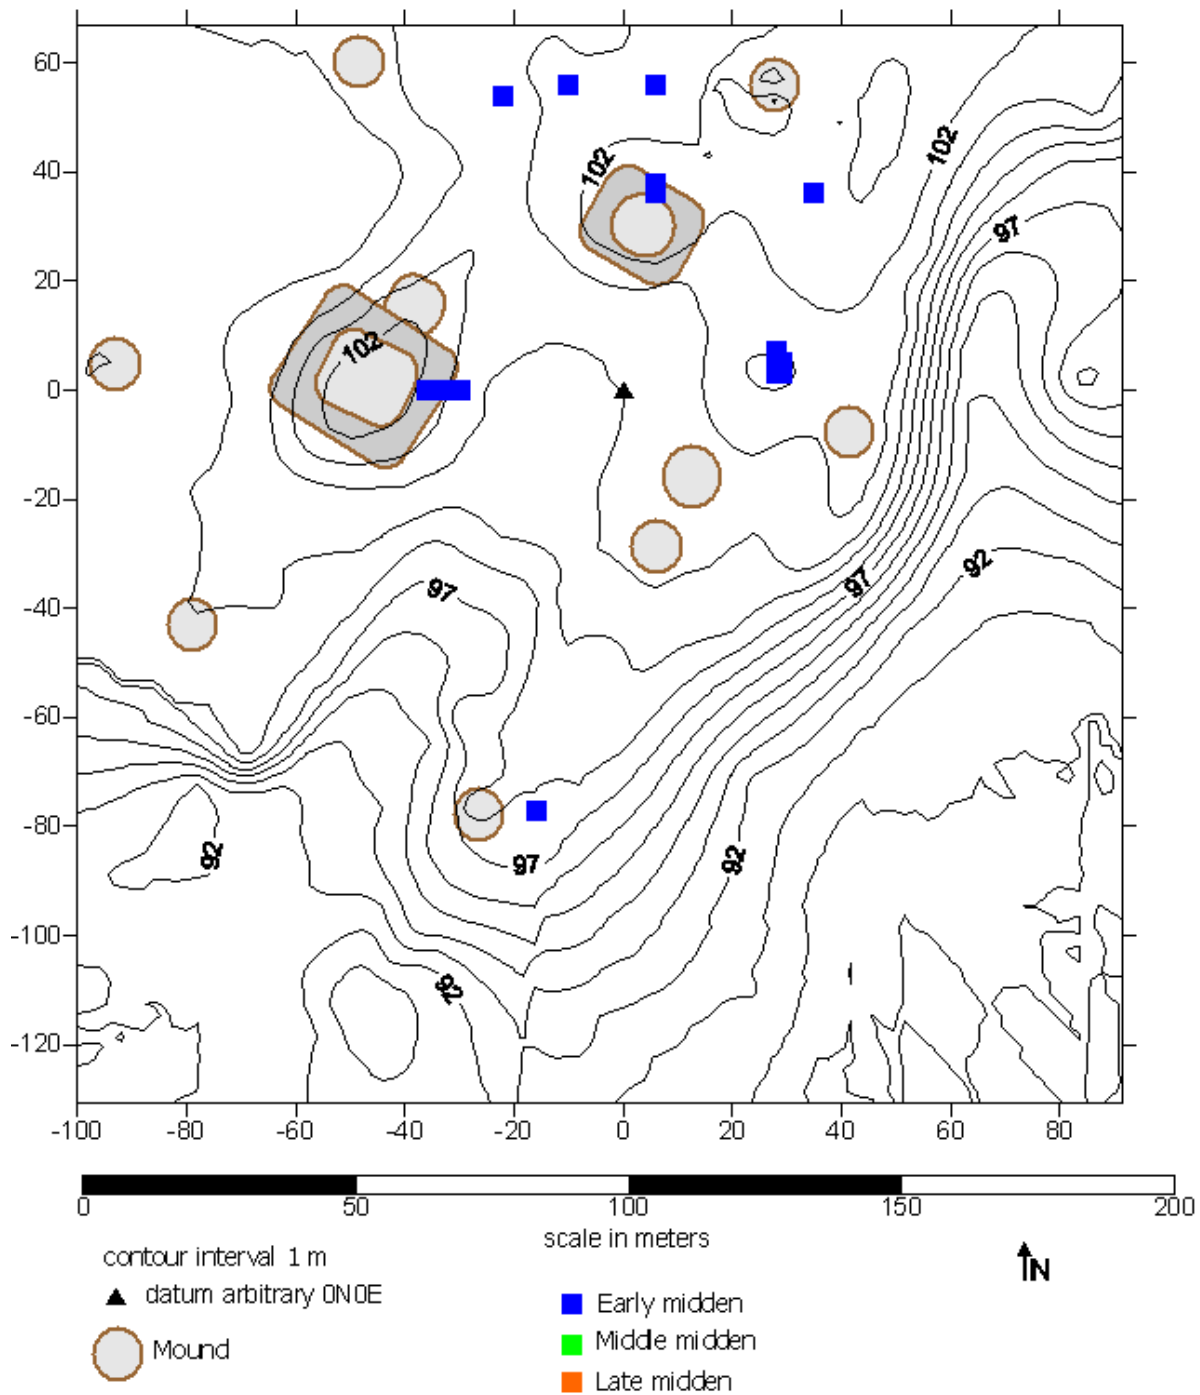 60
40
20
0
-20
-40
-60
-80
-100
-120
102
102
97
102
92
97
97
92
97
92
92
-100 -80 -60 -40 -20 0 20 40 60 80
0 50 100 150 200
scale in meters
contour interval 1 m
datum arbitrary 0N0E
Mound
Early midden
Middle midden
Late midden
N